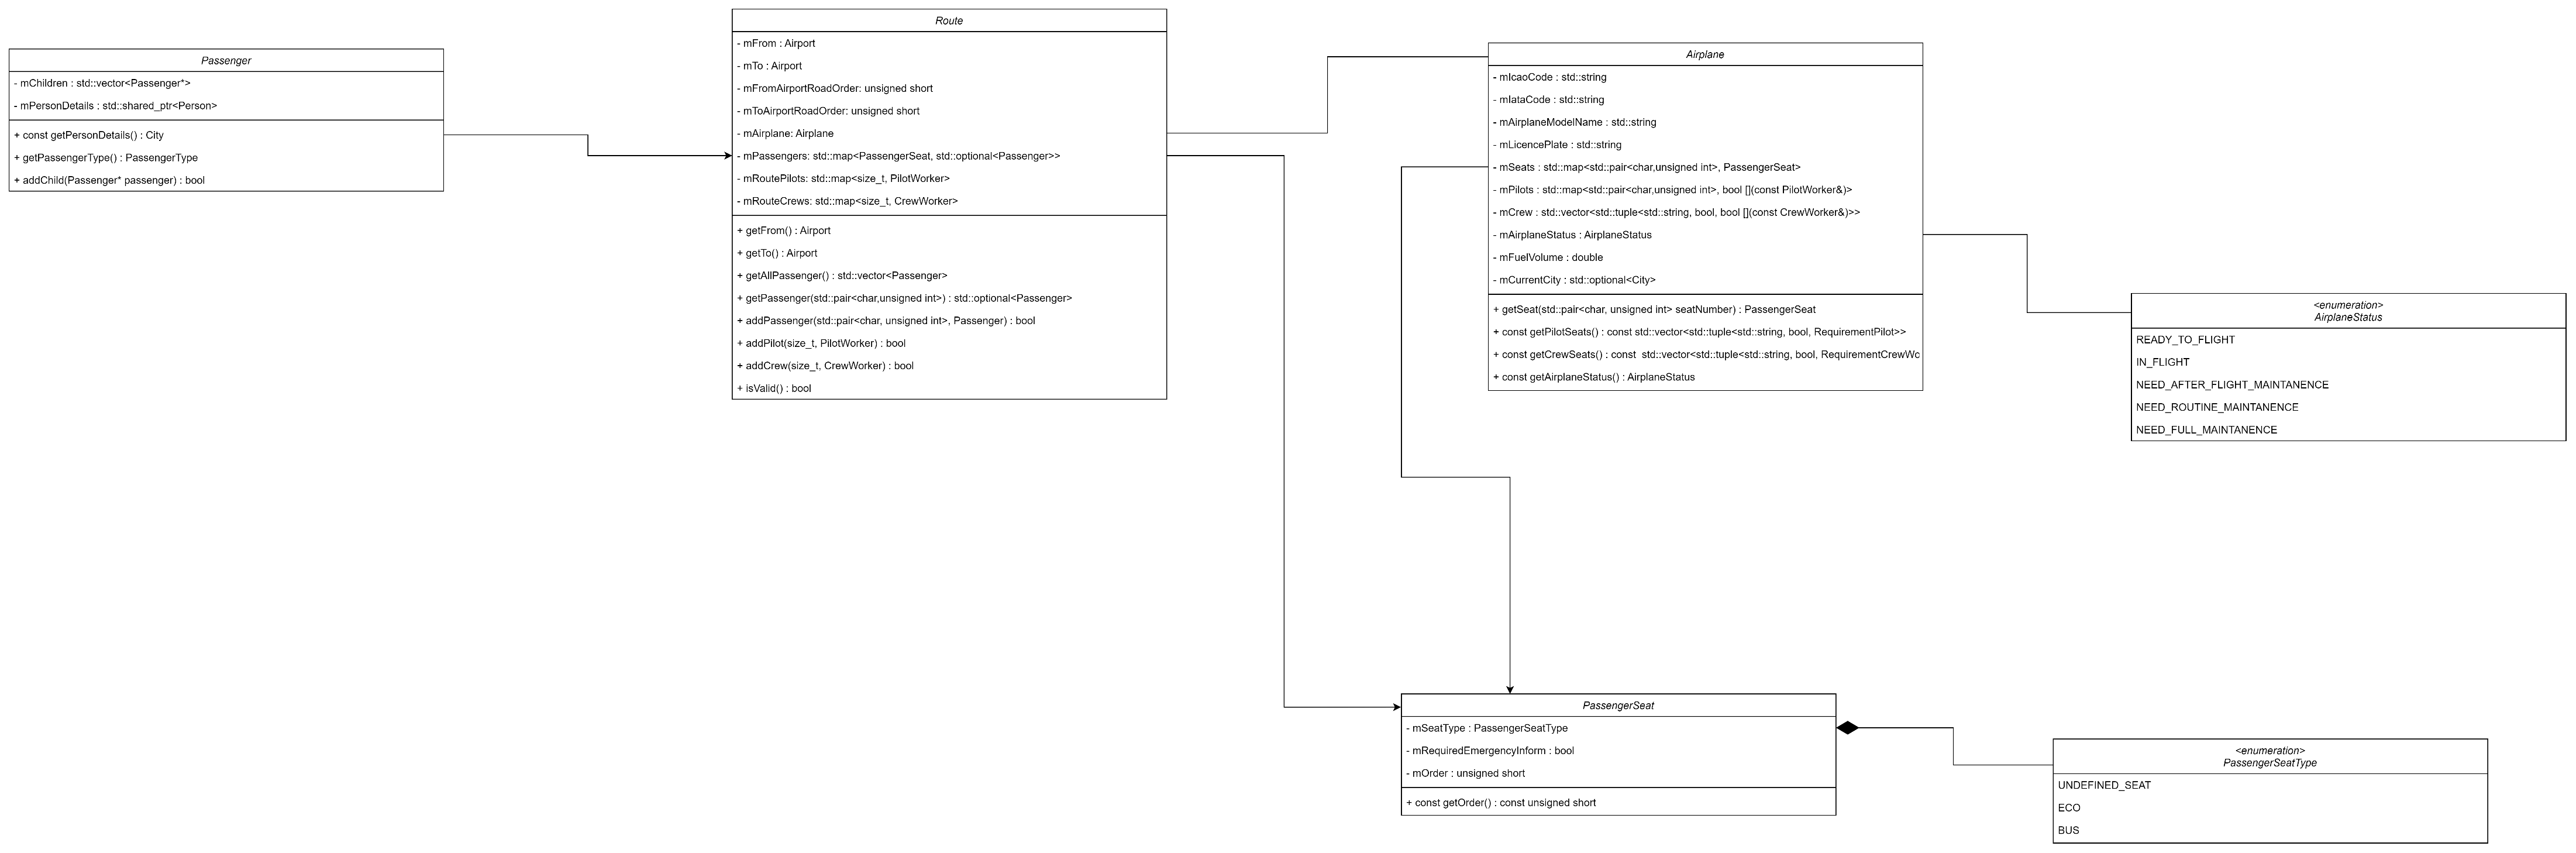 Passenger
- mChildren : std::vector<Passenger*>
- mPersonDetails : std::shared_ptr<Person>
+ const getPersonDetails() : City
+ getPassengerType() : PassengerType
+ addChild(Passenger* passenger) : bool
Route
- mFrom : Airport
- mTo : Airport
- mFromAirportRoadOrder: unsigned short
- mToAirportRoadOrder: unsigned short
- mAirplane: Airplane
- mPassengers: std::map<PassengerSeat, std::optional<Passenger>>
- mRoutePilots: std::map<size_t, PilotWorker>
- mRouteCrews: std::map<size_t, CrewWorker>
+ getFrom() : Airport
+ getTo() : Airport
+ getAllPassenger() : std::vector<Passenger>
+ getPassenger(std::pair<char,unsigned int>) : std::optional<Passenger>
+ addPassenger(std::pair<char, unsigned int>, Passenger) : bool
+ addPilot(size_t, PilotWorker) : bool
+ addCrew(size_t, CrewWorker) : bool
+ isValid() : bool
Airplane
- mIcaoCode : std::string
- mIataCode : std::string
- mAirplaneModelName : std::string
- mLicencePlate : std::string
- mSeats : std::map<std::pair<char,unsigned int>, PassengerSeat>
- mPilots : std::map<std::pair<char,unsigned int>, bool [](const PilotWorker&)>
- mCrew : std::vector<std::tuple<std::string, bool, bool [](const CrewWorker&)>>
- mAirplaneStatus : AirplaneStatus
- mFuelVolume : double
- mCurrentCity : std::optional<City>
+ getSeat(std::pair<char, unsigned int> seatNumber) : PassengerSeat
+ const getPilotSeats() : const std::vector<std::tuple<std::string, bool, RequirementPilot>>
+ const getCrewSeats() : const  std::vector<std::tuple<std::string, bool, RequirementCrewWo
+ const getAirplaneStatus() : AirplaneStatus
<enumeration>
AirplaneStatus
READY_TO_FLIGHT
IN_FLIGHT
NEED_AFTER_FLIGHT_MAINTANENCE
NEED_ROUTINE_MAINTANENCE
NEED_FULL_MAINTANENCE
PassengerSeat
- mSeatType : PassengerSeatType
- mRequiredEmergencyInform : bool
- mOrder : unsigned short
+ const getOrder() : const unsigned short
<enumeration>
PassengerSeatType
UNDEFINED_SEAT
ECO
BUS